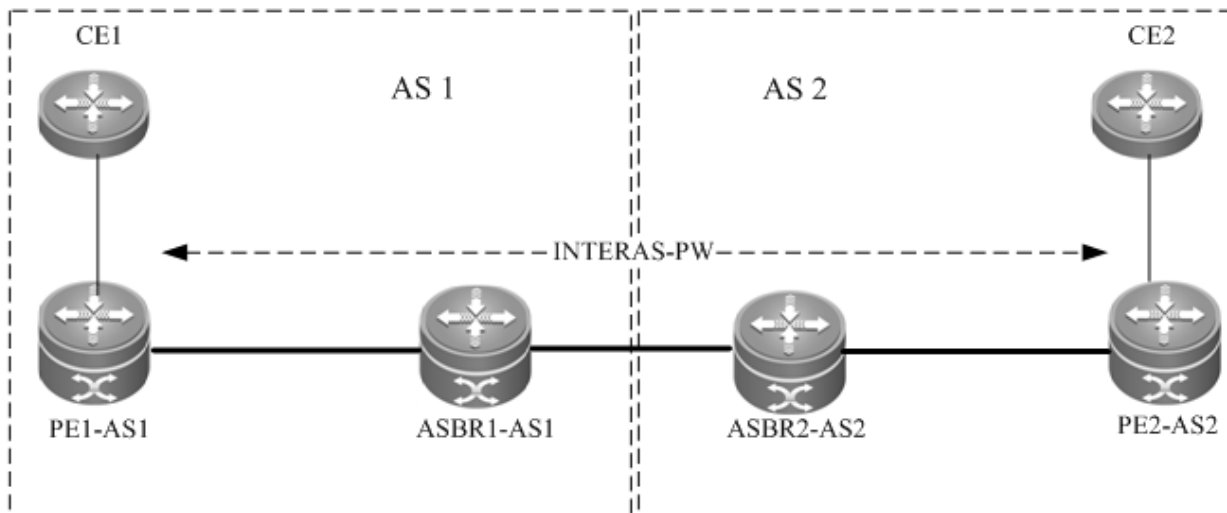 CE1
CE2
AS 1
AS 2
INTERAS-PW
PE1-AS1
ASBR1-AS1
ASBR2-AS2
PE2-AS2